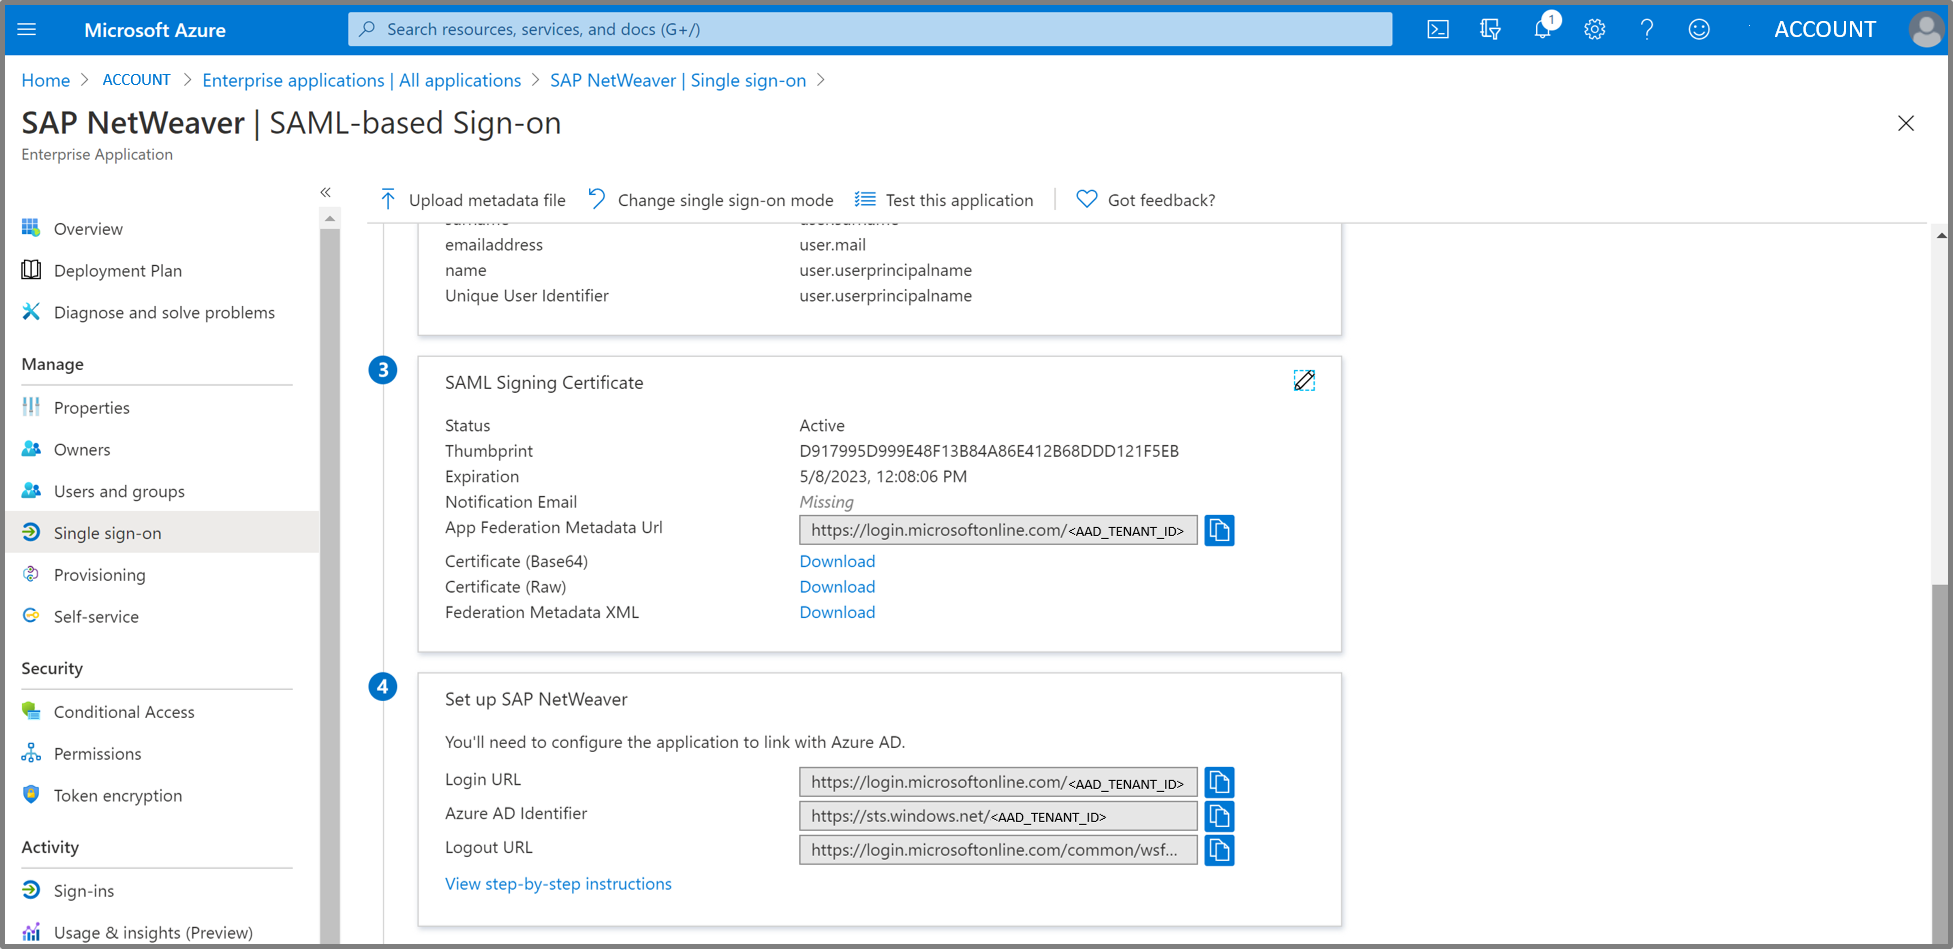 Microsoft Azure
Search resources, services, and docs (G+/)
1
ACCOUNT
Home > ACCOUNT > Enterprise applications | All applications > SAP NetWeaver | Single sign-on >
SAP NetWeaver | SAML-based Sign-on
Enterprise Application
«
Upload metadata file
Change single sign-on mode
Test this application
Got feedback?
Overview
Deployment Plan
Diagnose and solve problems
Manage
Properties
Owners
Users and groups
Single sign-on
Provisioning
Self-service
Security
Conditional Access
Permissions
Token encryption
Activity
Sign-ins
Usage & insights (Preview)
emailaddress user.mail
name user.userprincipalname
Unique User Identifier user.userprincipalname
3
SAML Signing Certificate
Status Active
Thumbprint D917995D999E48F13B84A86E412B68DDD121F5EB
Expiration 5/8/2023, 12:08:06 PM
Notification Email Missing
App Federation Metadata Url https://login.microsoftonline.com/<AAD_TENANT_ID>
Certificate (Base64) Download
Certificate (Raw) Download
Federation Metadata XML Download
4
Set up SAP NetWeaver
You'll need to configure the application to link with Azure AD.
Login URL https://login.microsoftonline.com/<AAD_TENANT_ID>
Azure AD Identifier https://sts.windows.net/<AAD_TENANT_ID>
Logout URL https://login.microsoftonline.com/common/wsf...
View step-by-step instructions